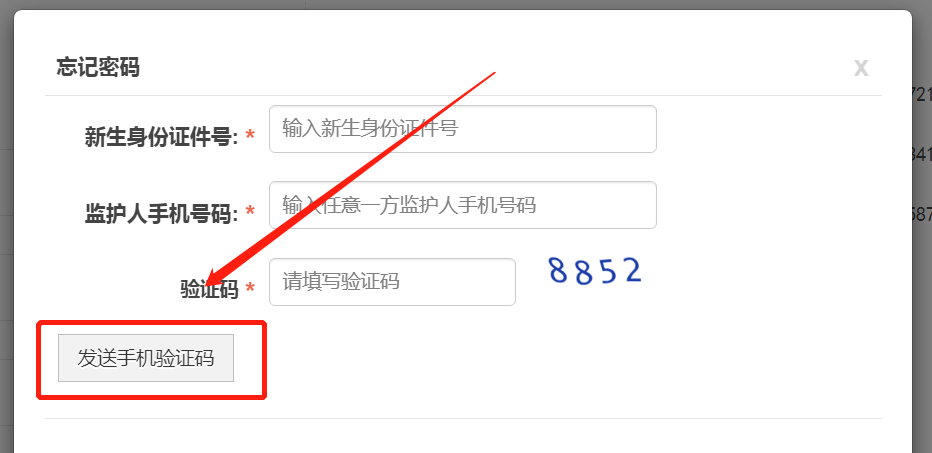 忘记密码 x
新生身份证件号: * 输入新生身份证件号
监护人手机号码: * 输入任意一方监护人手机号码
验证码 * 请填写验证码 8852
发送手机验证码
721
341
587